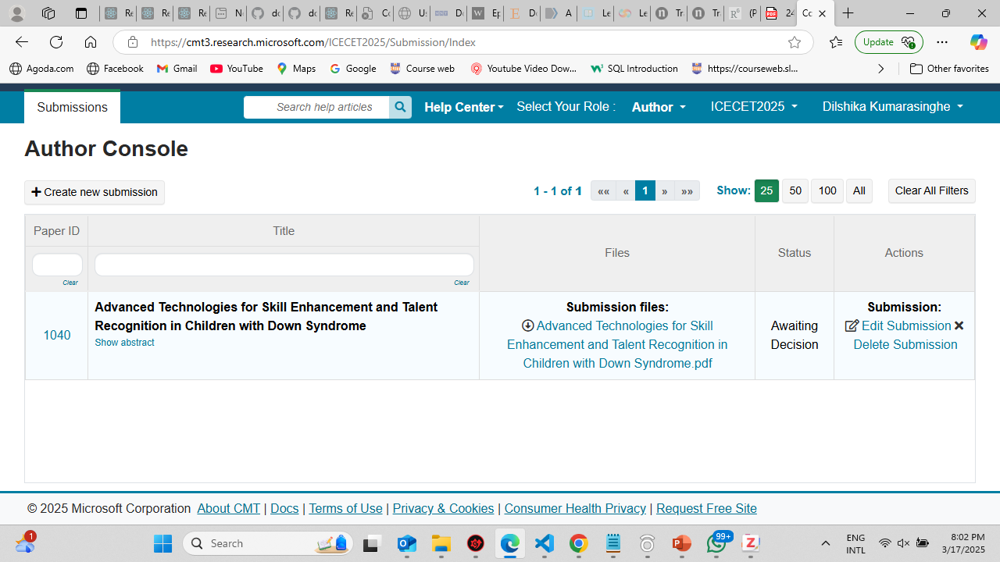 Re
Re
Re
N
do
do
R
Co
U
D
Ep
D
A
Le
Le
Tr
Tr
(P
24
Cc
https://cmt3.research.microsoft.com/ICECET2025/Submission/Index
Update
Agoda.com
Facebook
Gmail
YouTube
Maps
Google
Course web
Youtube Video Dow...
SQL Introduction
https://courseweb.sl...
Other favorites
Submissions
Search help articles
Help Center
Select Your Role :
Author
ICECET2025
Dilshika Kumarasinghe
Author Console
Create new submission
1 - 1 of 1
«« « 1 » »»
Show: 25 50 100 All
Clear All Filters
Paper ID
Title
Files
Status
Actions
Clear
Clear
1040
Advanced Technologies for Skill Enhancement and Talent
Recognition in Children with Down Syndrome
Show abstract
Submission files:
Advanced Technologies for Skill
Enhancement and Talent Recognition in
Children with Down Syndrome.pdf
Awaiting
Decision
Submission:
Edit Submission
Delete Submission
© 2025 Microsoft Corporation About CMT | Docs | Terms of Use | Privacy & Cookies | Consumer Health Privacy | Request Free Site
1
Search
99+
ENG
INTL
8:02 PM
3/17/2025